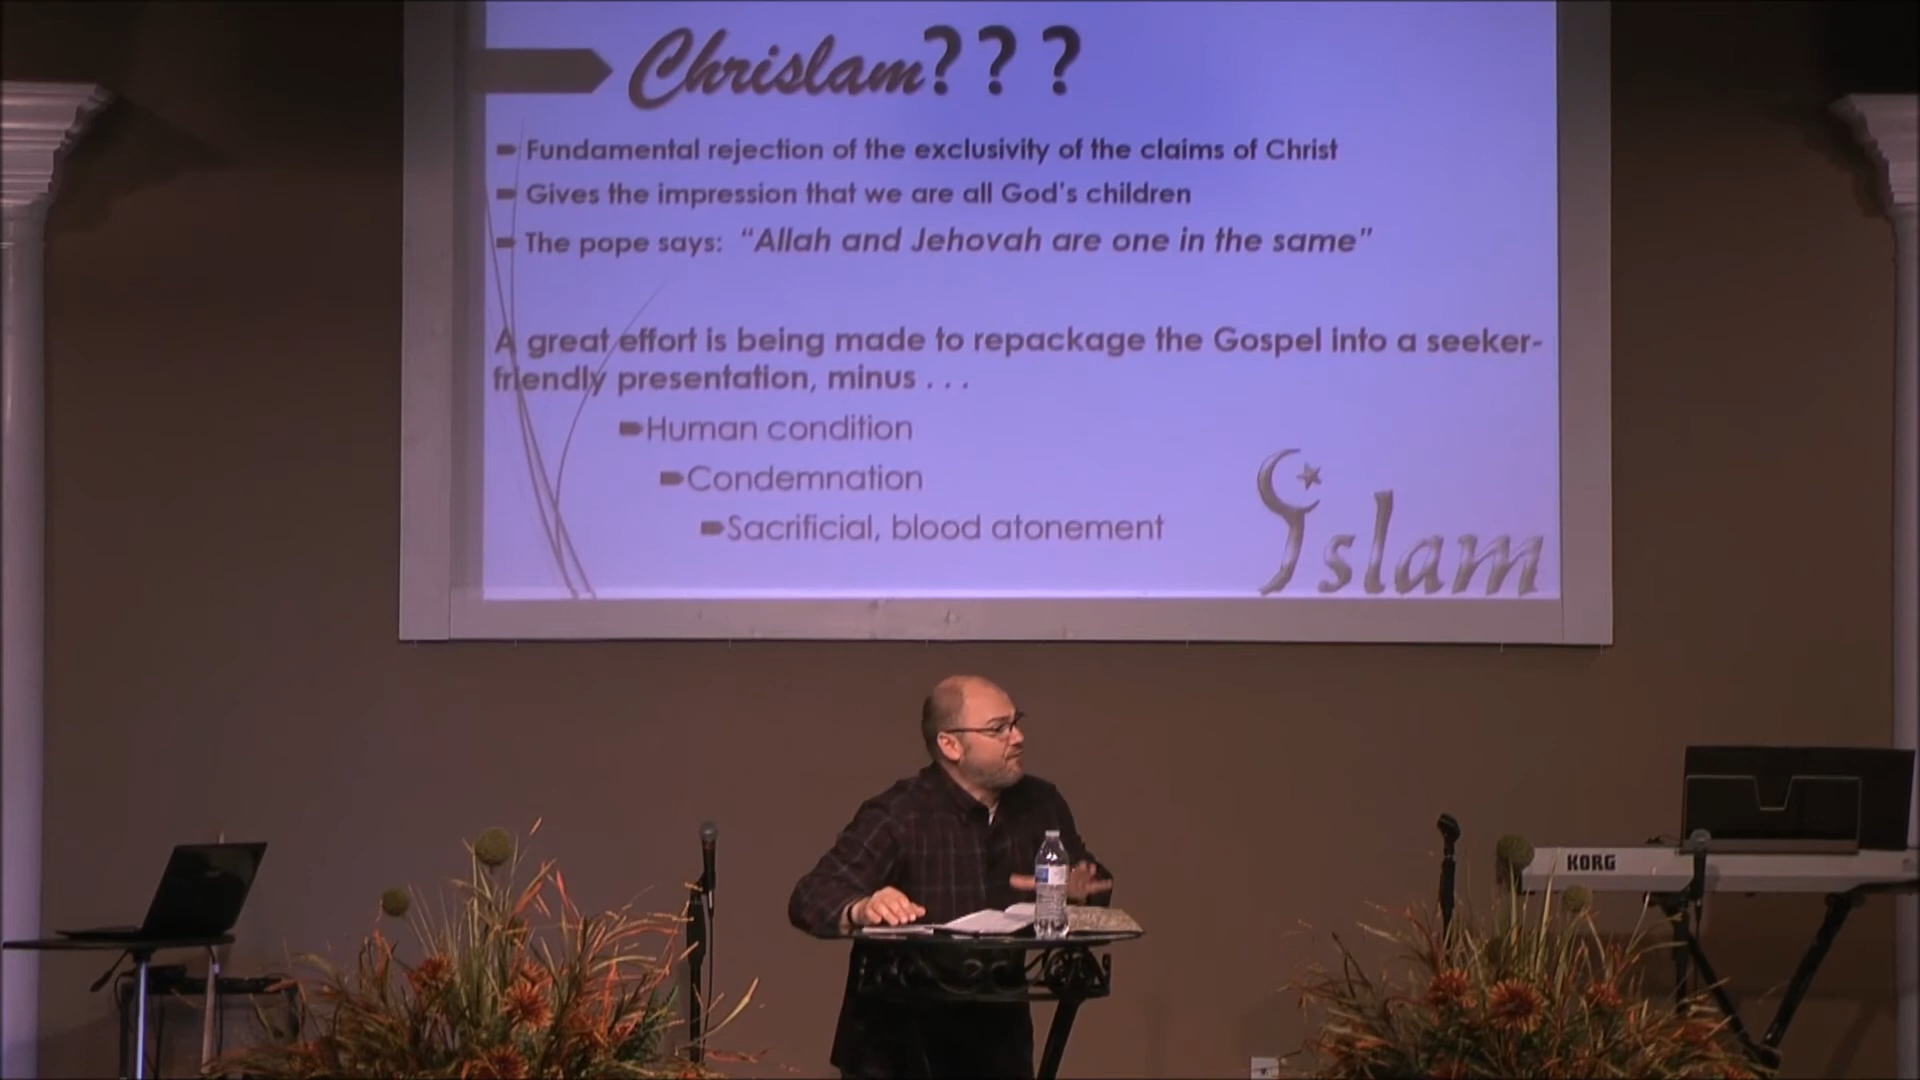 Chrislam???
Fundamental rejection of the exclusivity of the claims of Christ
Gives the impression that we are all God's children
The pope says: "Allah and Jehovah are one in the same"
A great effort is being made to repackage the Gospel into a seeker-
friendly presentation, minus . . .
Human condition
Condemnation
Sacrificial, blood atonement
Islam
KORG